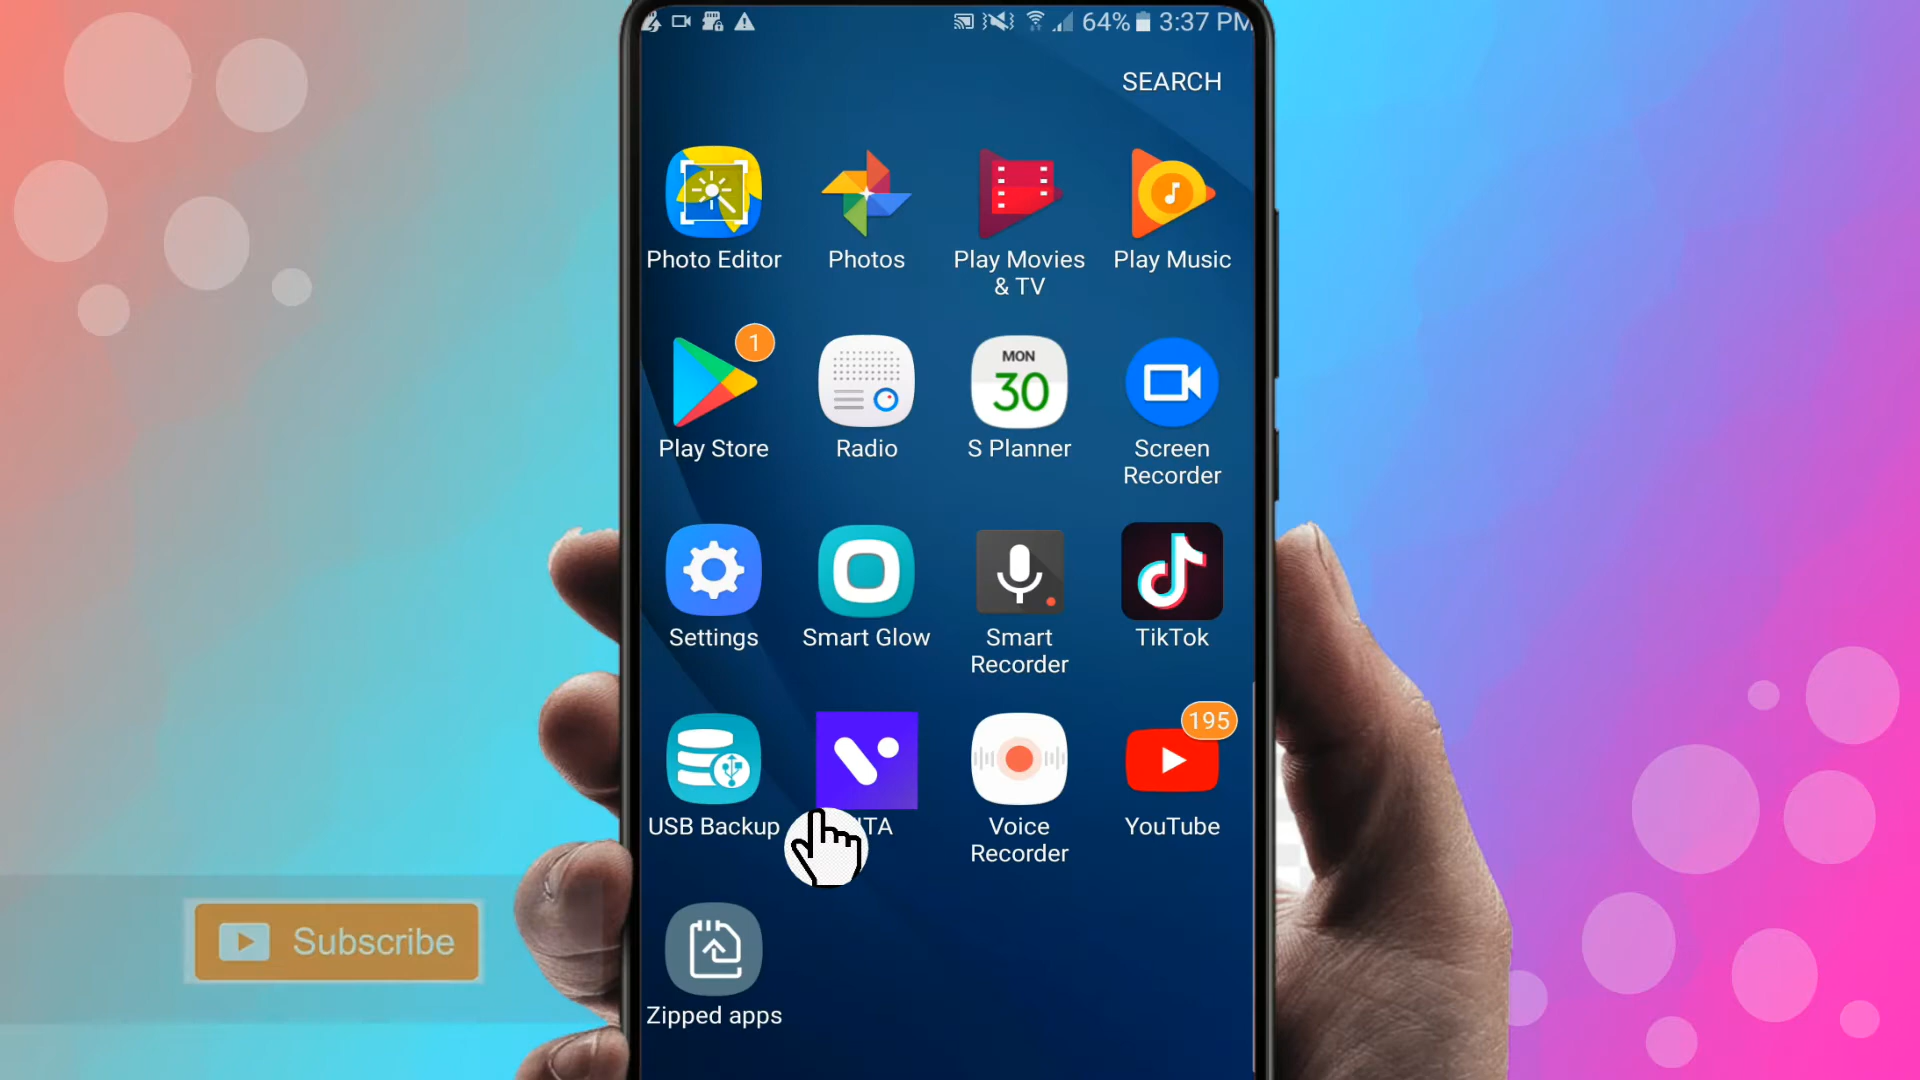 64% 3:37 PM
SEARCH
Photo Editor
Photos
Play Movies
& TV
Play Music
1
Play Store
Radio
MON
30
S Planner
Screen
Recorder
Settings
Smart Glow
Smart
Recorder
TikTok
USB Backup
Voice
Recorder
195
YouTube
Zipped apps
Subscribe